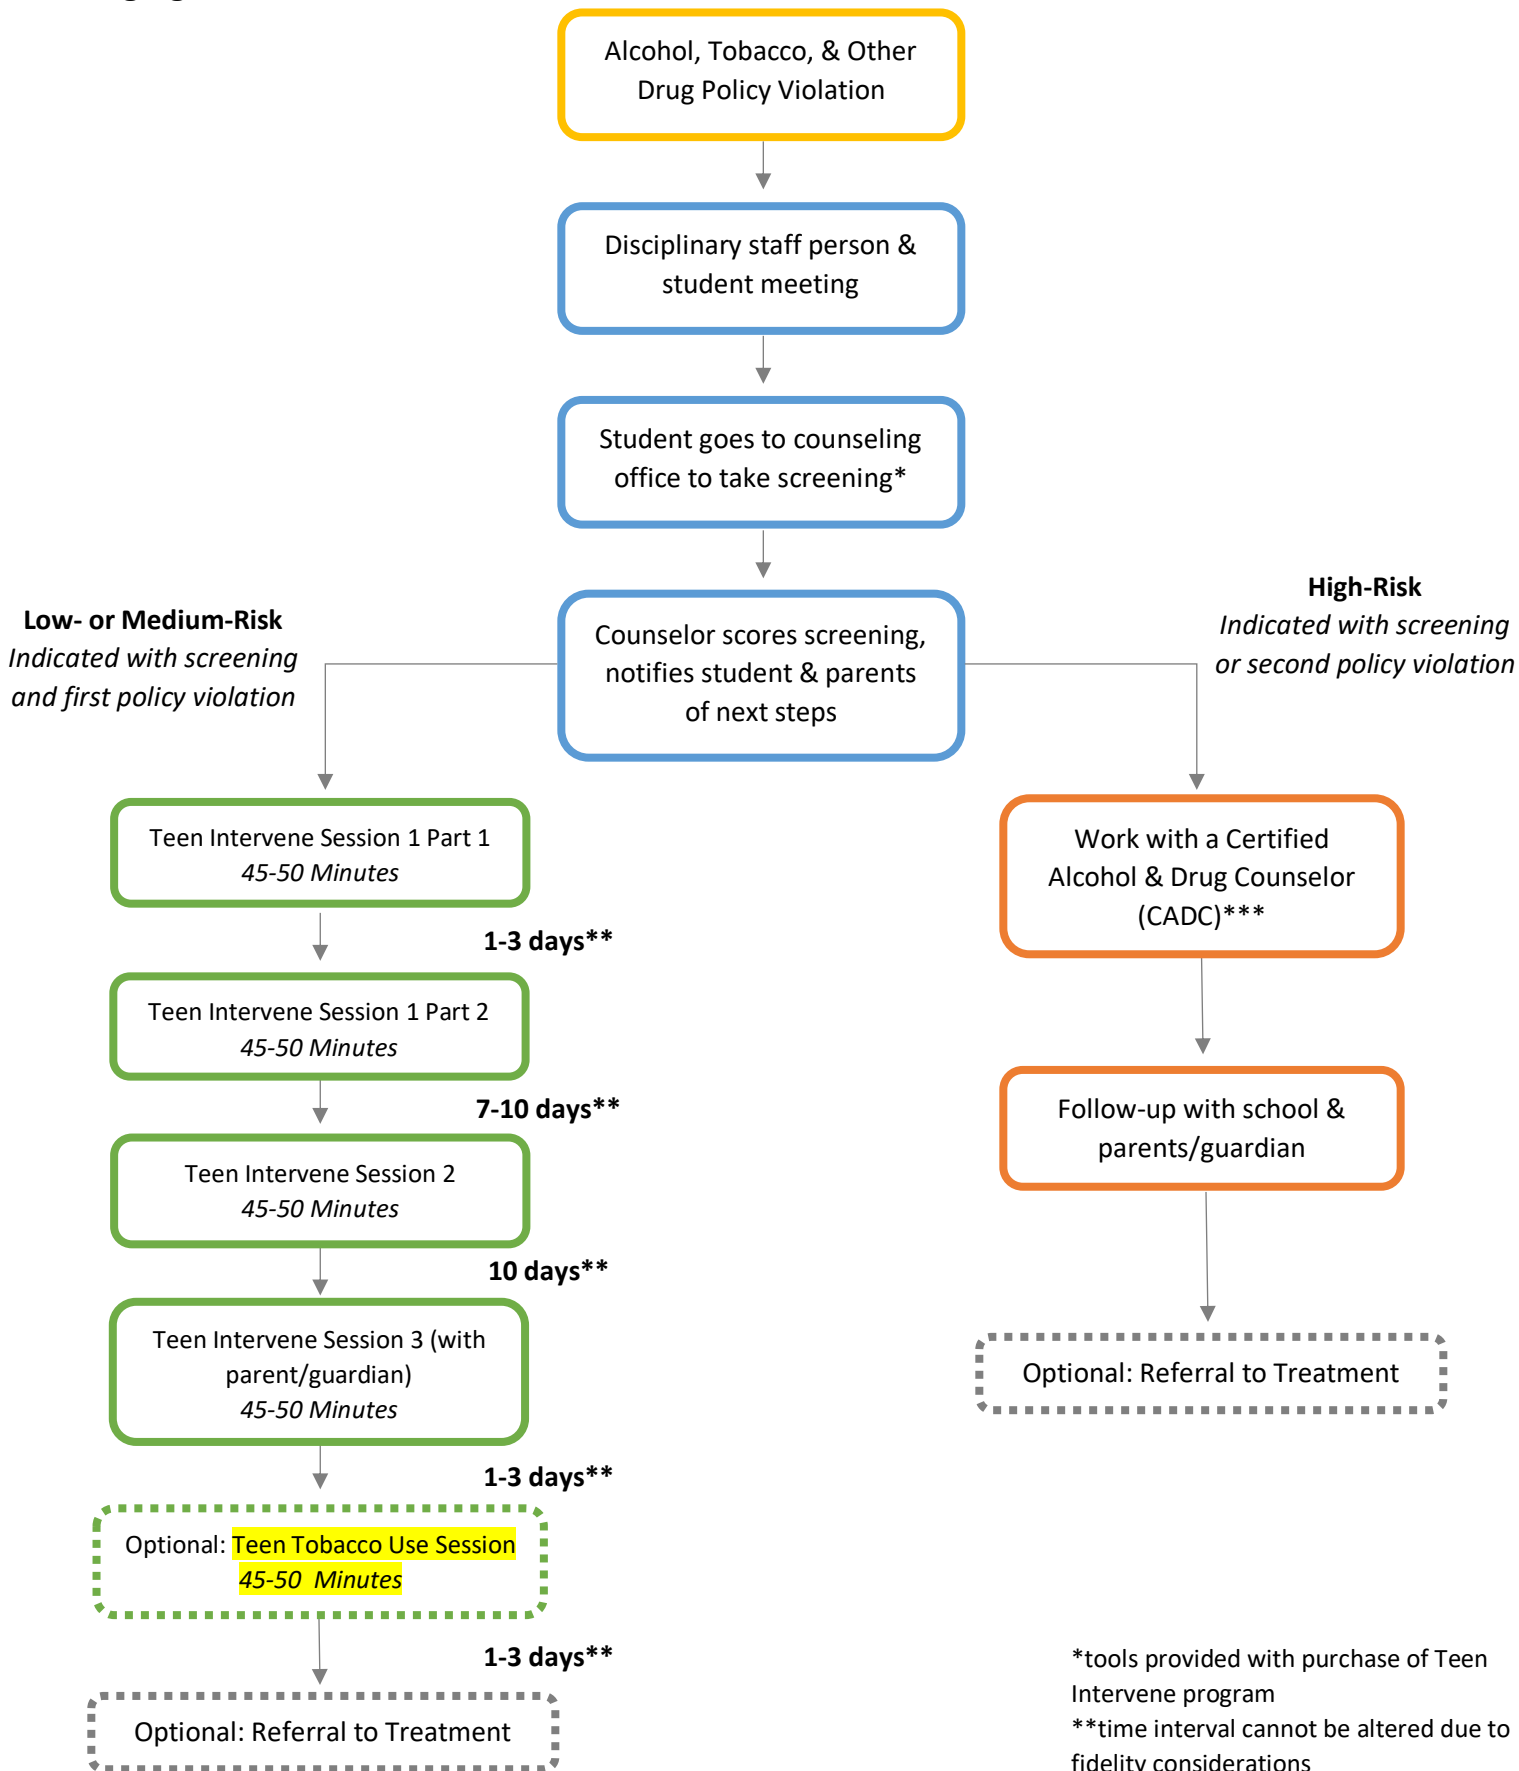 Alcohol, Tobacco, & Other
Drug Policy Violation
Disciplinary staff person &
student meeting
Student goes to counseling
office to take screening*
Counselor scores screening,
notifies student & parents
of next steps
Low- or Medium-Risk
Indicated with screening
and first policy violation
High-Risk
Indicated with screening
or second policy violation
Teen Intervene Session 1 Part 1
45-50 Minutes
1-3 days**
Teen Intervene Session 1 Part 2
45-50 Minutes
7-10 days**
Teen Intervene Session 2
45-50 Minutes
10 days**
Teen Intervene Session 3 (with
parent/guardian)
45-50 Minutes
1-3 days**
Optional: Teen Tobacco Use Session
45-50 Minutes
1-3 days**
Optional: Referral to Treatment
Work with a Certified
Alcohol & Drug Counselor
(CADC)***
Follow-up with school &
parents/guardian
Optional: Referral to Treatment
*tools provided with purchase of Teen
Intervene program
**time interval cannot be altered due to
fidelity considerations